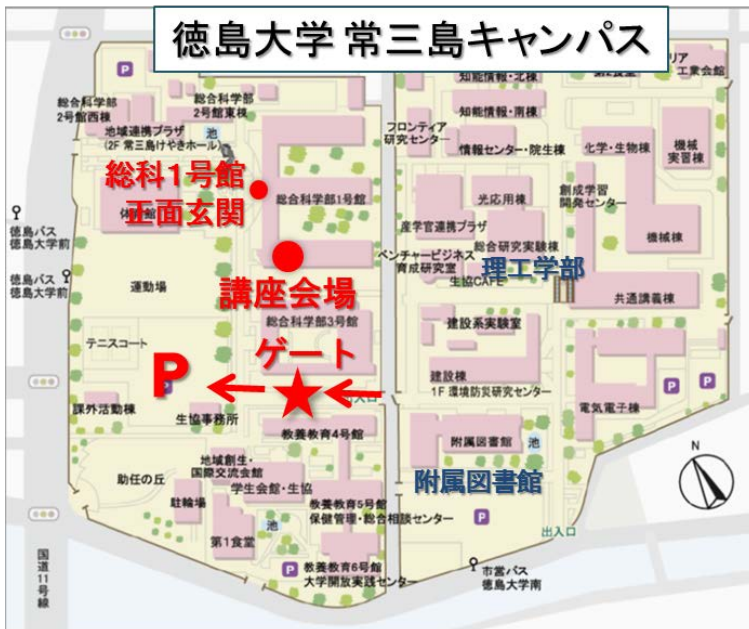 徳島大学 常三島キャンパス
P
総合科学部
2号館西棟
総合科学部
2号館東棟
地域連携プラザ
(2F 常三島けやきホール)
池
総科1号館
正面玄関
総合科学部1号館
徳島バス
徳島大学前
徳島バス
徳島大学前
運動場
講座会場
総合科学部3号館
テニスコート
ゲート
P
P
出入口
課外活動棟
生協事務所
教養教育4号館
地域創生・
国際交流会館
助任の丘
学生会館・生協
駐輪場
教養教育5号館
保健管理・総合相談センター
池
第1食堂
P
教養教育6号館
大学開放実践センター
国道11号線
知能情報・北棟
工業会館
知能情報・南棟
フロンティア
研究センター
情報センター・院生棟
化学・生物棟
機械
実習棟
光応用棟
創成学習
開発センター
産学官連携プラザ
総合研究実験棟
機械棟
ベンチャービジネス
育成研究室
理工学部
生協CAFE
共通講義棟
建設系実験室
建設棟
1F 環境防災研究センター
P
P
電気電子棟
附属図書館
池
附属図書館
N
P
出入口
市営バス
徳島大学南